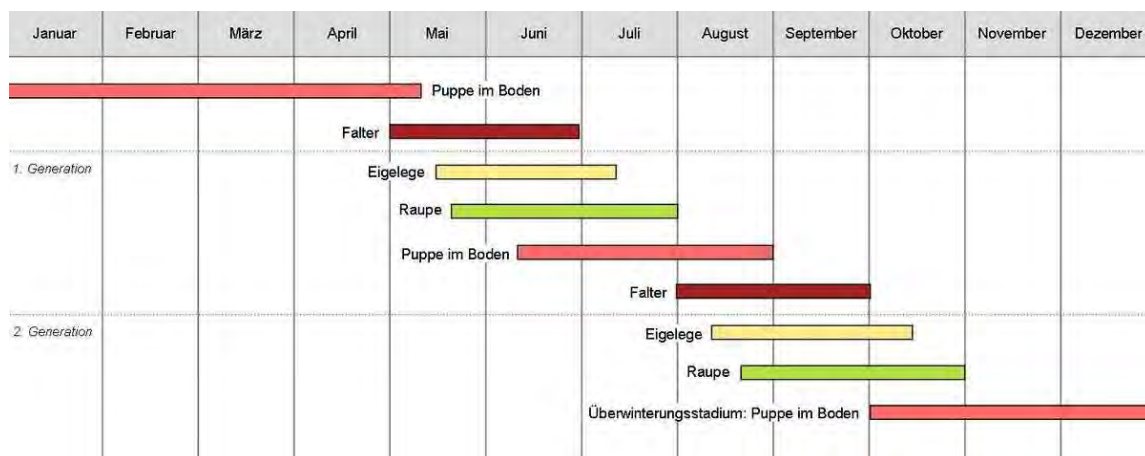 Januar Februar März April Mai Juni Juli August September Oktober November Dezember
Puppe im Boden
Falter
1. Generation
Eigelege
Raupe
Puppe im Boden
Falter
2. Generation
Eigelege
Raupe
Überwinterungsstadium: Puppe im Boden